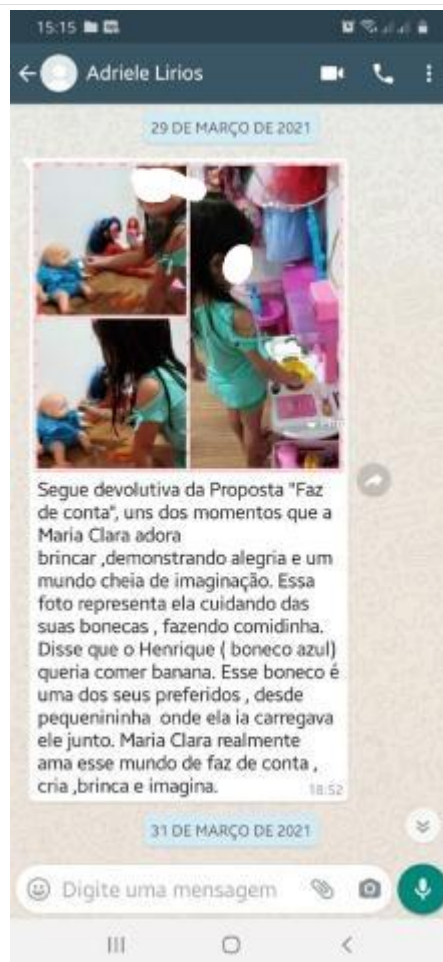 15:15
Adriele Lirios
29 DE MARÇO DE 2021
Segue devolutiva da Proposta "Faz
de conta", uns dos momentos que a
Maria Clara adora
brincar ,demonstrando alegria e um
mundo cheia de imaginação. Essa
foto representa ela cuidando das
suas bonecas , fazendo comidinha.
Disse que o Henrique ( boneco azul)
queria comer banana. Esse boneco é
uma dos seus preferidos , desde
pequenininha onde ela ia carregava
ele junto. Maria Clara realmente
ama esse mundo de faz de conta ,
cria ,brinca e imagina.
18:52
31 DE MARÇO DE 2021
Digite uma mensagem